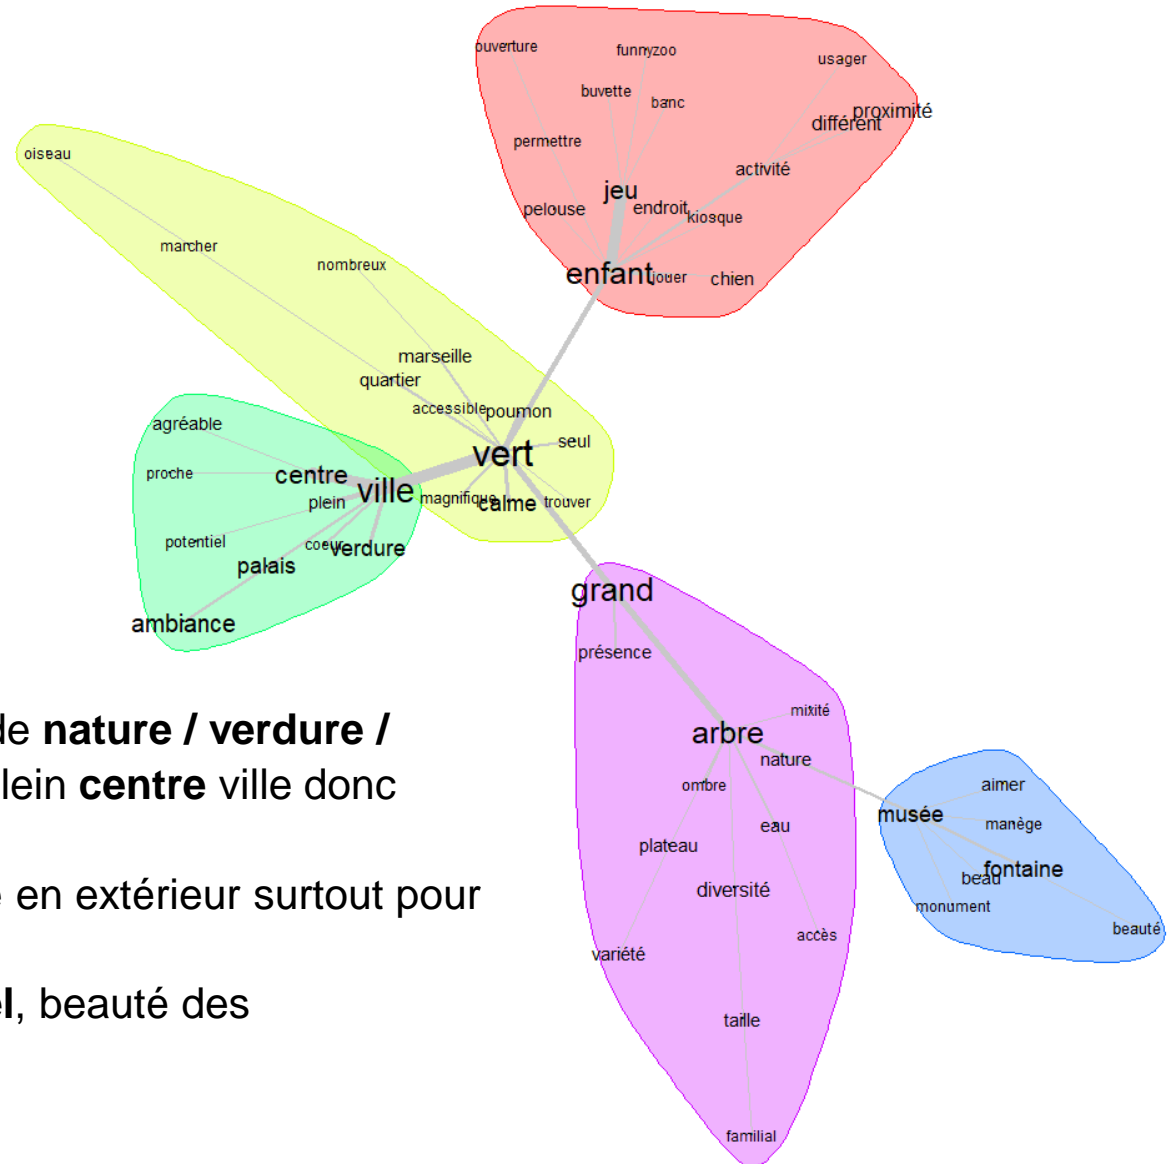 ouverture
funnyzoo
usager
buvette
banc
proximité
différent
permettre
activité
jeu
pelouse
endroit
kiosque
enfant
jouer
chien
oiseau
marcher
nombreux
marseille
quartier
accessible
poumon
seul
vert
magnifique
calme
trouver
agréable
proche
centre
ville
plein
potentiel
coeur
verdure
palais
ambiance
grand
présence
mixité
arbre
nature
ombre
eau
plateau
diversité
accès
variété
taille
familial
aimer
musée
manège
fontaine
beau
monument
beauté
de nature / verdure /
lein centre ville donc
en extérieur surtout pour
l, beauté des